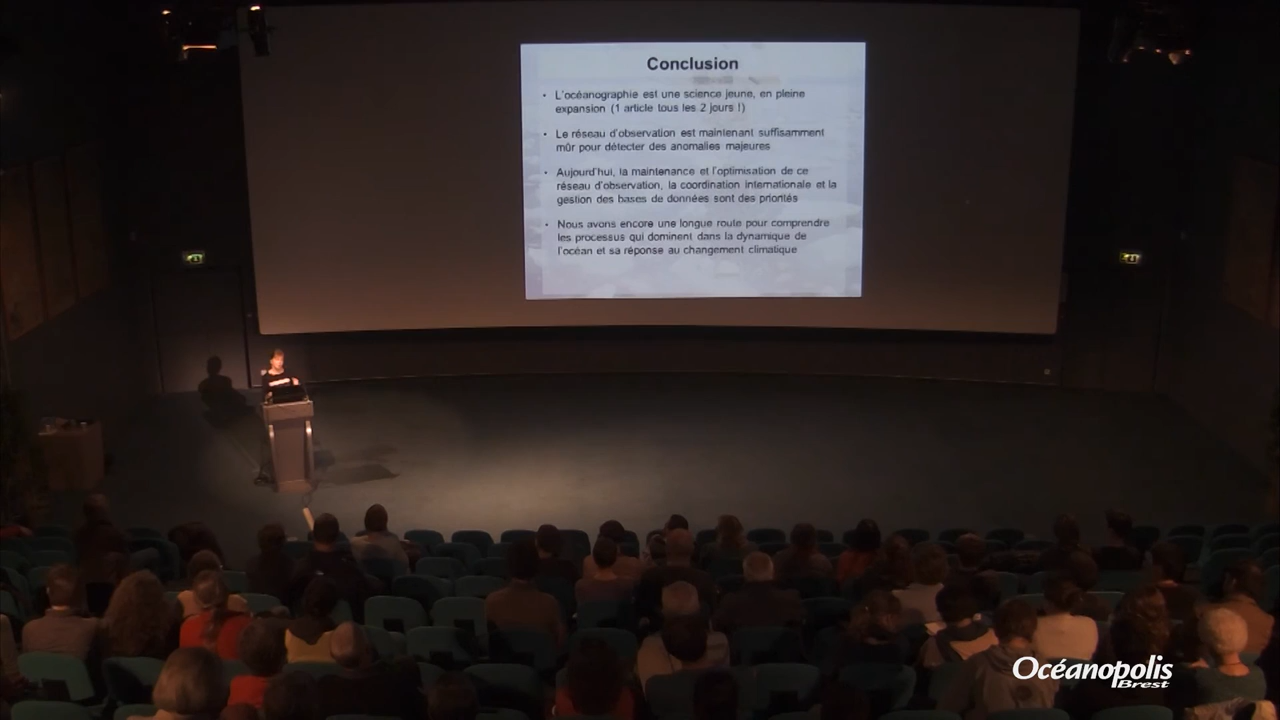 Conclusion
• L'océanographie est une science jeune, en pleine
expansion (1 article tous les 2 jours !)
• Le réseau d'observation est maintenant suffisamment
mûr pour détecter des anomalies majeures
• Aujourd'hui, la maintenance et l'optimisation de ce
réseau d'observation, la coordination internationale et la
gestion des bases de données sont des priorités
• Nous avons encore une longue route pour comprendre
les processus qui dominent dans la dynamique de
l'océan et sa réponse au changement climatique
Océanopolis
Brest